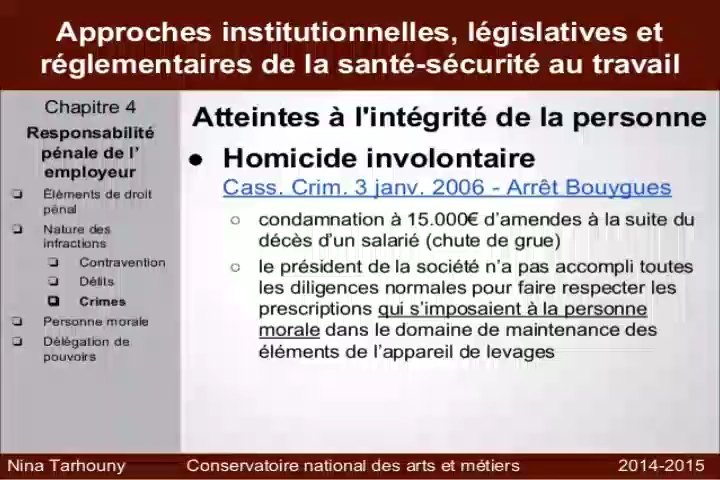 Approches institutionnelles, législatives et
réglementaires de la santé-sécurité au travail
Chapitre 4
Responsabilité
pénale de l'
employeur
❑ Éléments de droit
pénal
❑ Nature des
infractions
❑ Contravention
❑ Délits
❑ Crimes
❑ Personne morale
❑ Délégation de
pouvoirs
Atteintes à l'intégrité de la personne
● Homicide involontaire
Cass. Crim. 3 janv. 2006 - Arrêt Bouygues
○ condamnation à 15.000€ d'amendes à la suite du
décès d'un salarié (chute de grue)
○ le président de la société n'a pas accompli toutes
les diligences normales pour faire respecter les
prescriptions qui s'imposaient à la personne
morale dans le domaine de maintenance des
éléments de l'appareil de levages
Nina Tarhouny Conservatoire national des arts et métiers 2014-2015